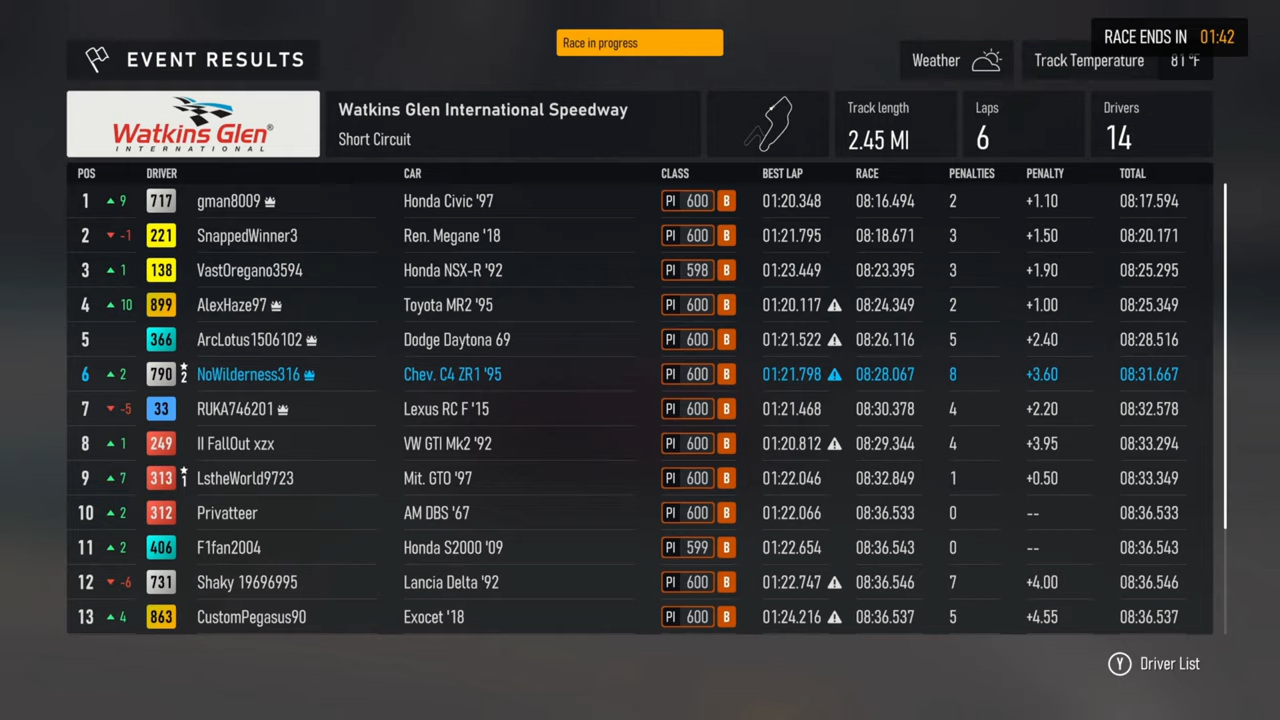 Race in progress
RACE ENDS IN 01:42
EVENT RESULTS
Weather
Track Temperature 81°F
Watkins Glen®
INTERNATIONAL
Watkins Glen International Speedway
Short Circuit
Track length
2.45 MI
Laps
6
Drivers
14
POS DRIVER CAR CLASS BEST LAP RACE PENALTIES PENALTY TOTAL
1 9 717 gman8009 Honda Civic '97 PI 600 B 01:20.348 08:16.494 2 +1.10 08:17.594
2 -1 221 SnappedWinner3 Ren. Megane '18 PI 600 B 01:21.795 08:18.671 3 +1.50 08:20.171
3 1 138 VastOregano3594 Honda NSX-R '92 PI 598 B 01:23.449 08:23.395 3 +1.90 08:25.295
4 10 899 AlexHaze97 Toyota MR2 '95 PI 600 B 01:20.117 08:24.349 2 +1.00 08:25.349
5 366 ArcLotus1506102 Dodge Daytona 69 PI 600 B 01:21.522 08:26.116 5 +2.40 08:28.516
6 2 790 2 NoWilderness316 Chev. C4 ZR1 '95 PI 600 B 01:21.798 08:28.067 8 +3.60 08:31.667
7 -5 33 RUKA746201 Lexus RC F '15 PI 600 B 01:21.468 08:30.378 4 +2.20 08:32.578
8 1 249 II FallOut xzx VW GTI Mk2 '92 PI 600 B 01:20.812 08:29.344 4 +3.95 08:33.294
9 7 313 1 LstheWorld9723 Mit. GTO '97 PI 600 B 01:22.046 08:32.849 1 +0.50 08:33.349
10 2 312 Privatteer AM DBS '67 PI 600 B 01:22.066 08:36.533 0 -- 08:36.533
11 2 406 F1fan2004 Honda S2000 '09 PI 599 B 01:22.654 08:36.543 0 -- 08:36.543
12 -6 731 Shaky 19696995 Lancia Delta '92 PI 600 B 01:22.747 08:36.546 7 +4.00 08:36.546
13 4 863 CustomPegasus90 Exocet '18 PI 600 B 01:24.216 08:36.537 5 +4.55 08:36.537
Y Driver List